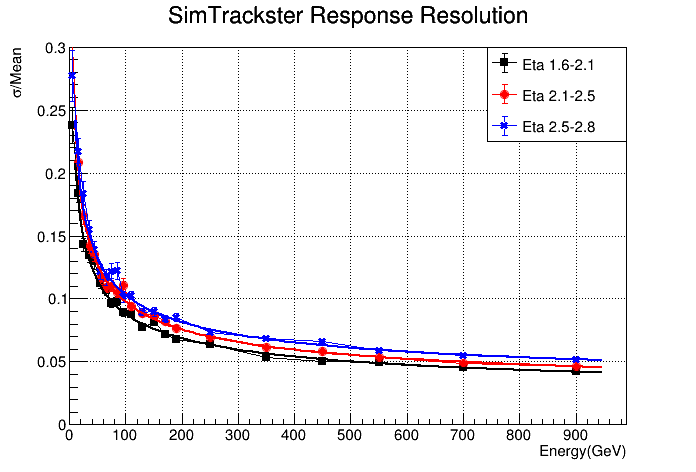 SimTrackster Response Resolution
σ/Mean
0.3
0.25
0.2
0.15
0.1
0.05
0
Eta 1.6-2.1
Eta 2.1-2.5
Eta 2.5-2.8
0 100 200 300 400 500 600 700 800 900
Energy(GeV)